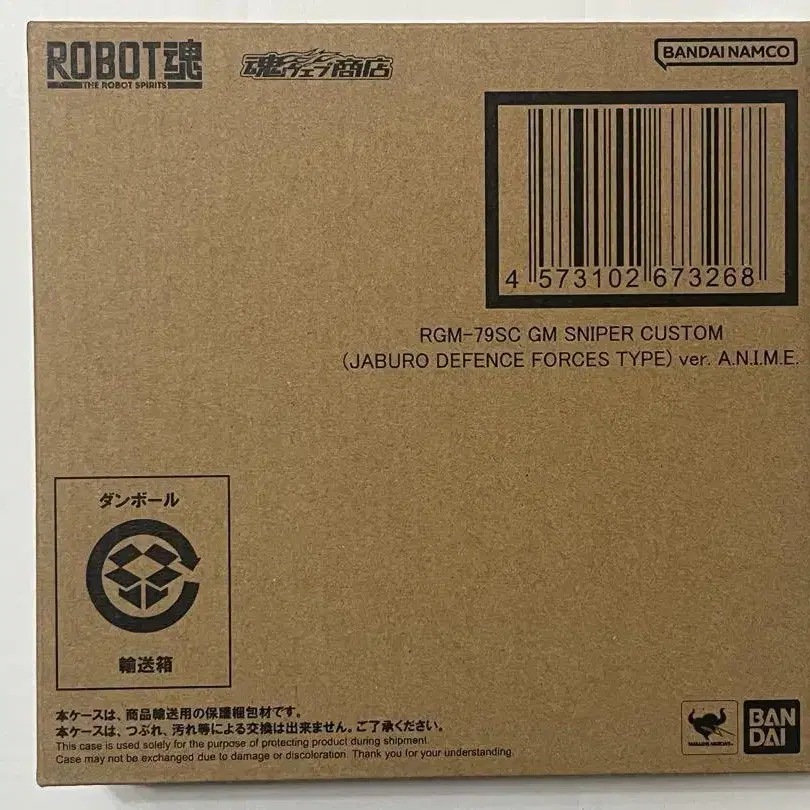 ROBOT魂
THE ROBOT SPIRITS
魂ウェブ商店
BANDAI NAMCO
4 573102 673268
RGM-79SC GM SNIPER CUSTOM
(JABURO DEFENCE FORCES TYPE) ver. A.N.I.M.E.
ダンボール
輸送箱
本ケースは、商品輸送用の保護梱包材です。
本ケースは、つぶれ、汚れ等による交換は出来ません。ご了承ください。
This case is used solely for the purpose of protecting product during shipment.
Case may not be exchanged due to damage or discoloration. Thank you for your understanding.
BAN
DAI